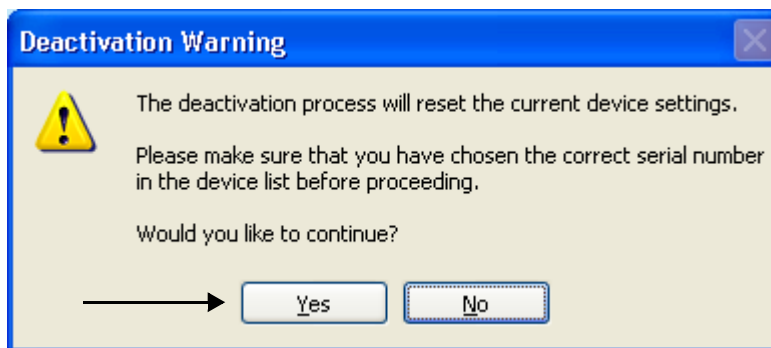 Deactivation Warning
The deactivation process will reset the current device settings.
Please make sure that you have chosen the correct serial number
in the device list before proceeding.
Would you like to continue?
Yes No